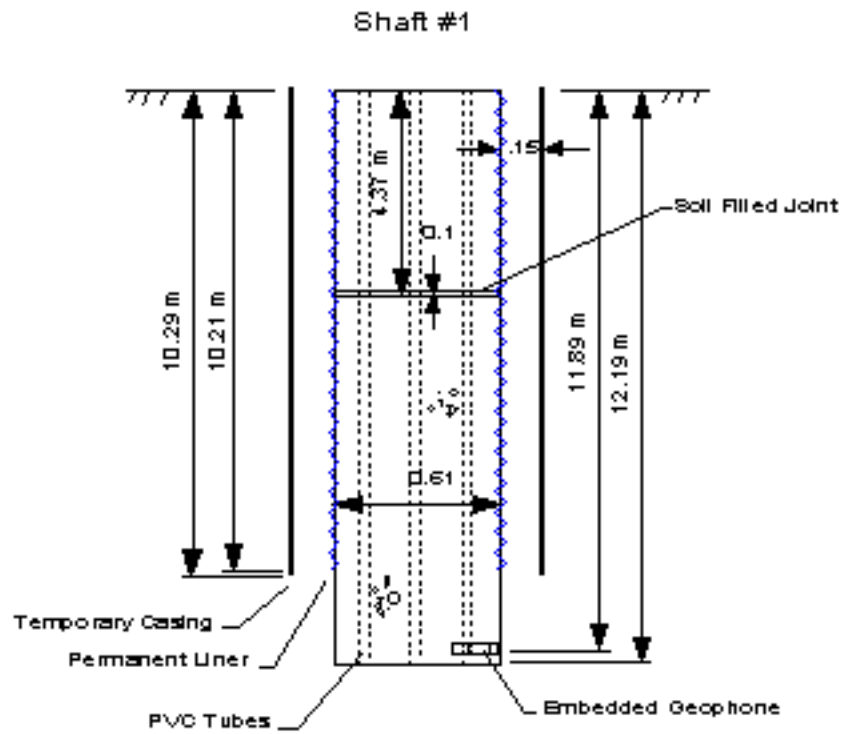 Shaft #1
.15
4.37 m
Soil Filled Joint
0.1
10.29 m
10.21 m
11.89 m
12.19 m
0.61
Temporary Casing
Permanent Liner
PVC Tubes
Embedded Geophone